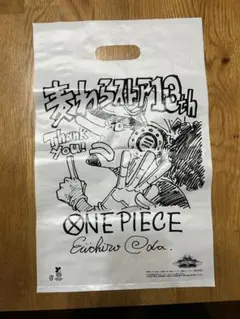 麦わらストア13th
Thank
you!!
ONE PIECE
Eiichiro Oda.